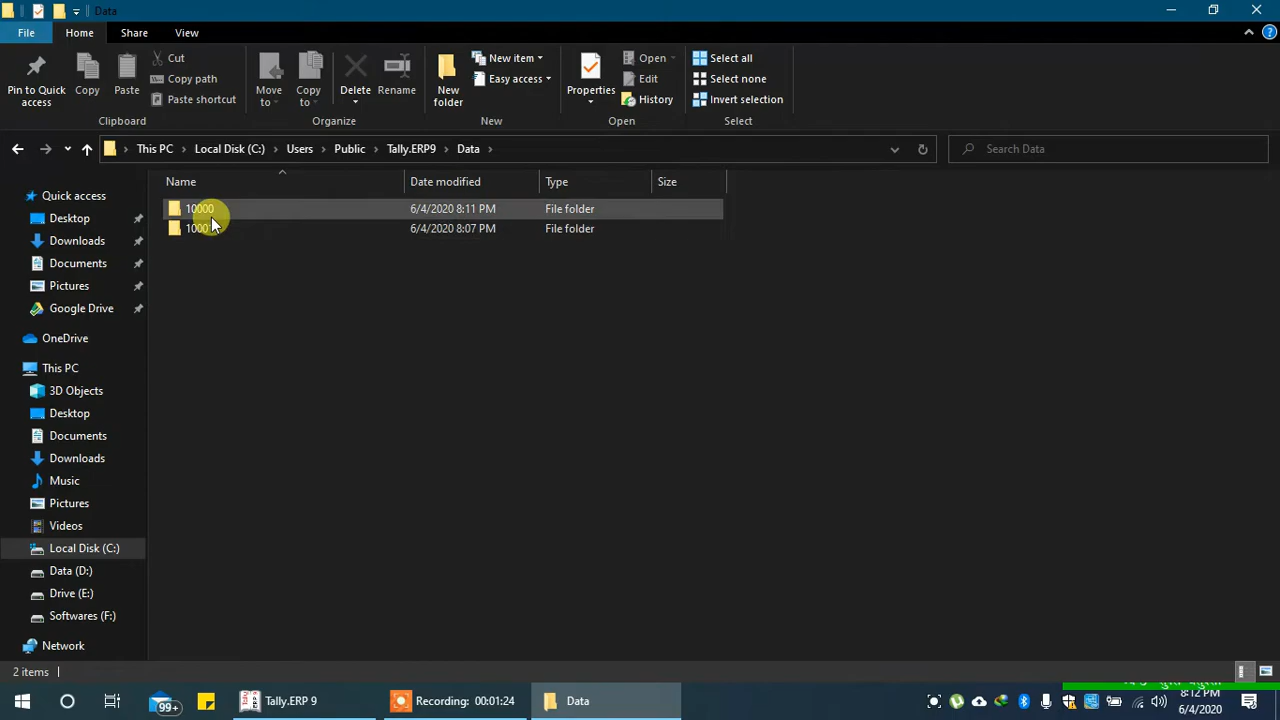 Data
File
Home
Share
View
Pin to Quick access
Copy
Paste
Cut
Copy path
Paste shortcut
Clipboard
Move to
Copy to
Delete
Rename
Organize
New folder
New item
Easy access
New
Properties
Open
Edit
History
Open
Select all
Select none
Invert selection
Select
This PC > Local Disk (C:) > Users > Public > Tally.ERP9 > Data >
Search Data
Name
Date modified
Type
Size
10000 6/4/2020 8:11 PM File folder
6/4/2020 8:07 PM File folder
Quick access
Desktop
Downloads
Documents
Pictures
Google Drive
OneDrive
This PC
3D Objects
Desktop
Documents
Downloads
Music
Pictures
Videos
Local Disk (C:)
Data (D:)
Drive (E:)
Softwares (F:)
Network
2 items
99+
Tally.ERP 9
Recording: 00:01:24
Data
8:12 PM
6/4/2020